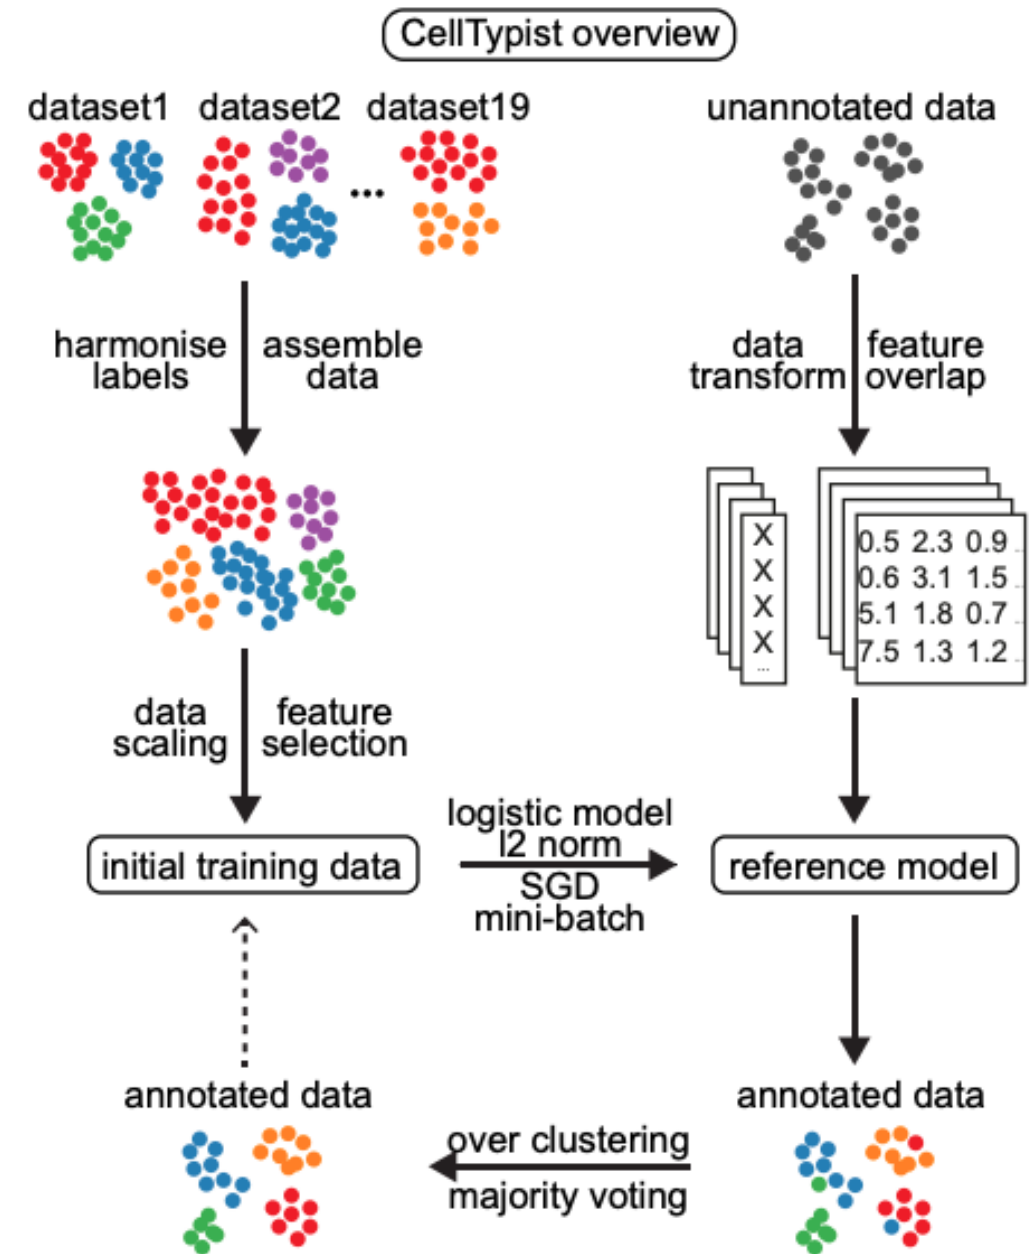 CellTypist overview
dataset1 dataset2 dataset19
...
unannotated data
harmonise
labels
assemble
data
data
transform
feature
overlap
X
X
X
X
...
0.5 2.3 0.9 ...
0.6 3.1 1.5 ...
5.1 1.8 0.7 ...
7.5 1.3 1.2 ...
data
scaling
feature
selection
initial training data
logistic model
l2 norm
SGD
mini-batch
reference model
annotated data
over clustering
majority voting
annotated data